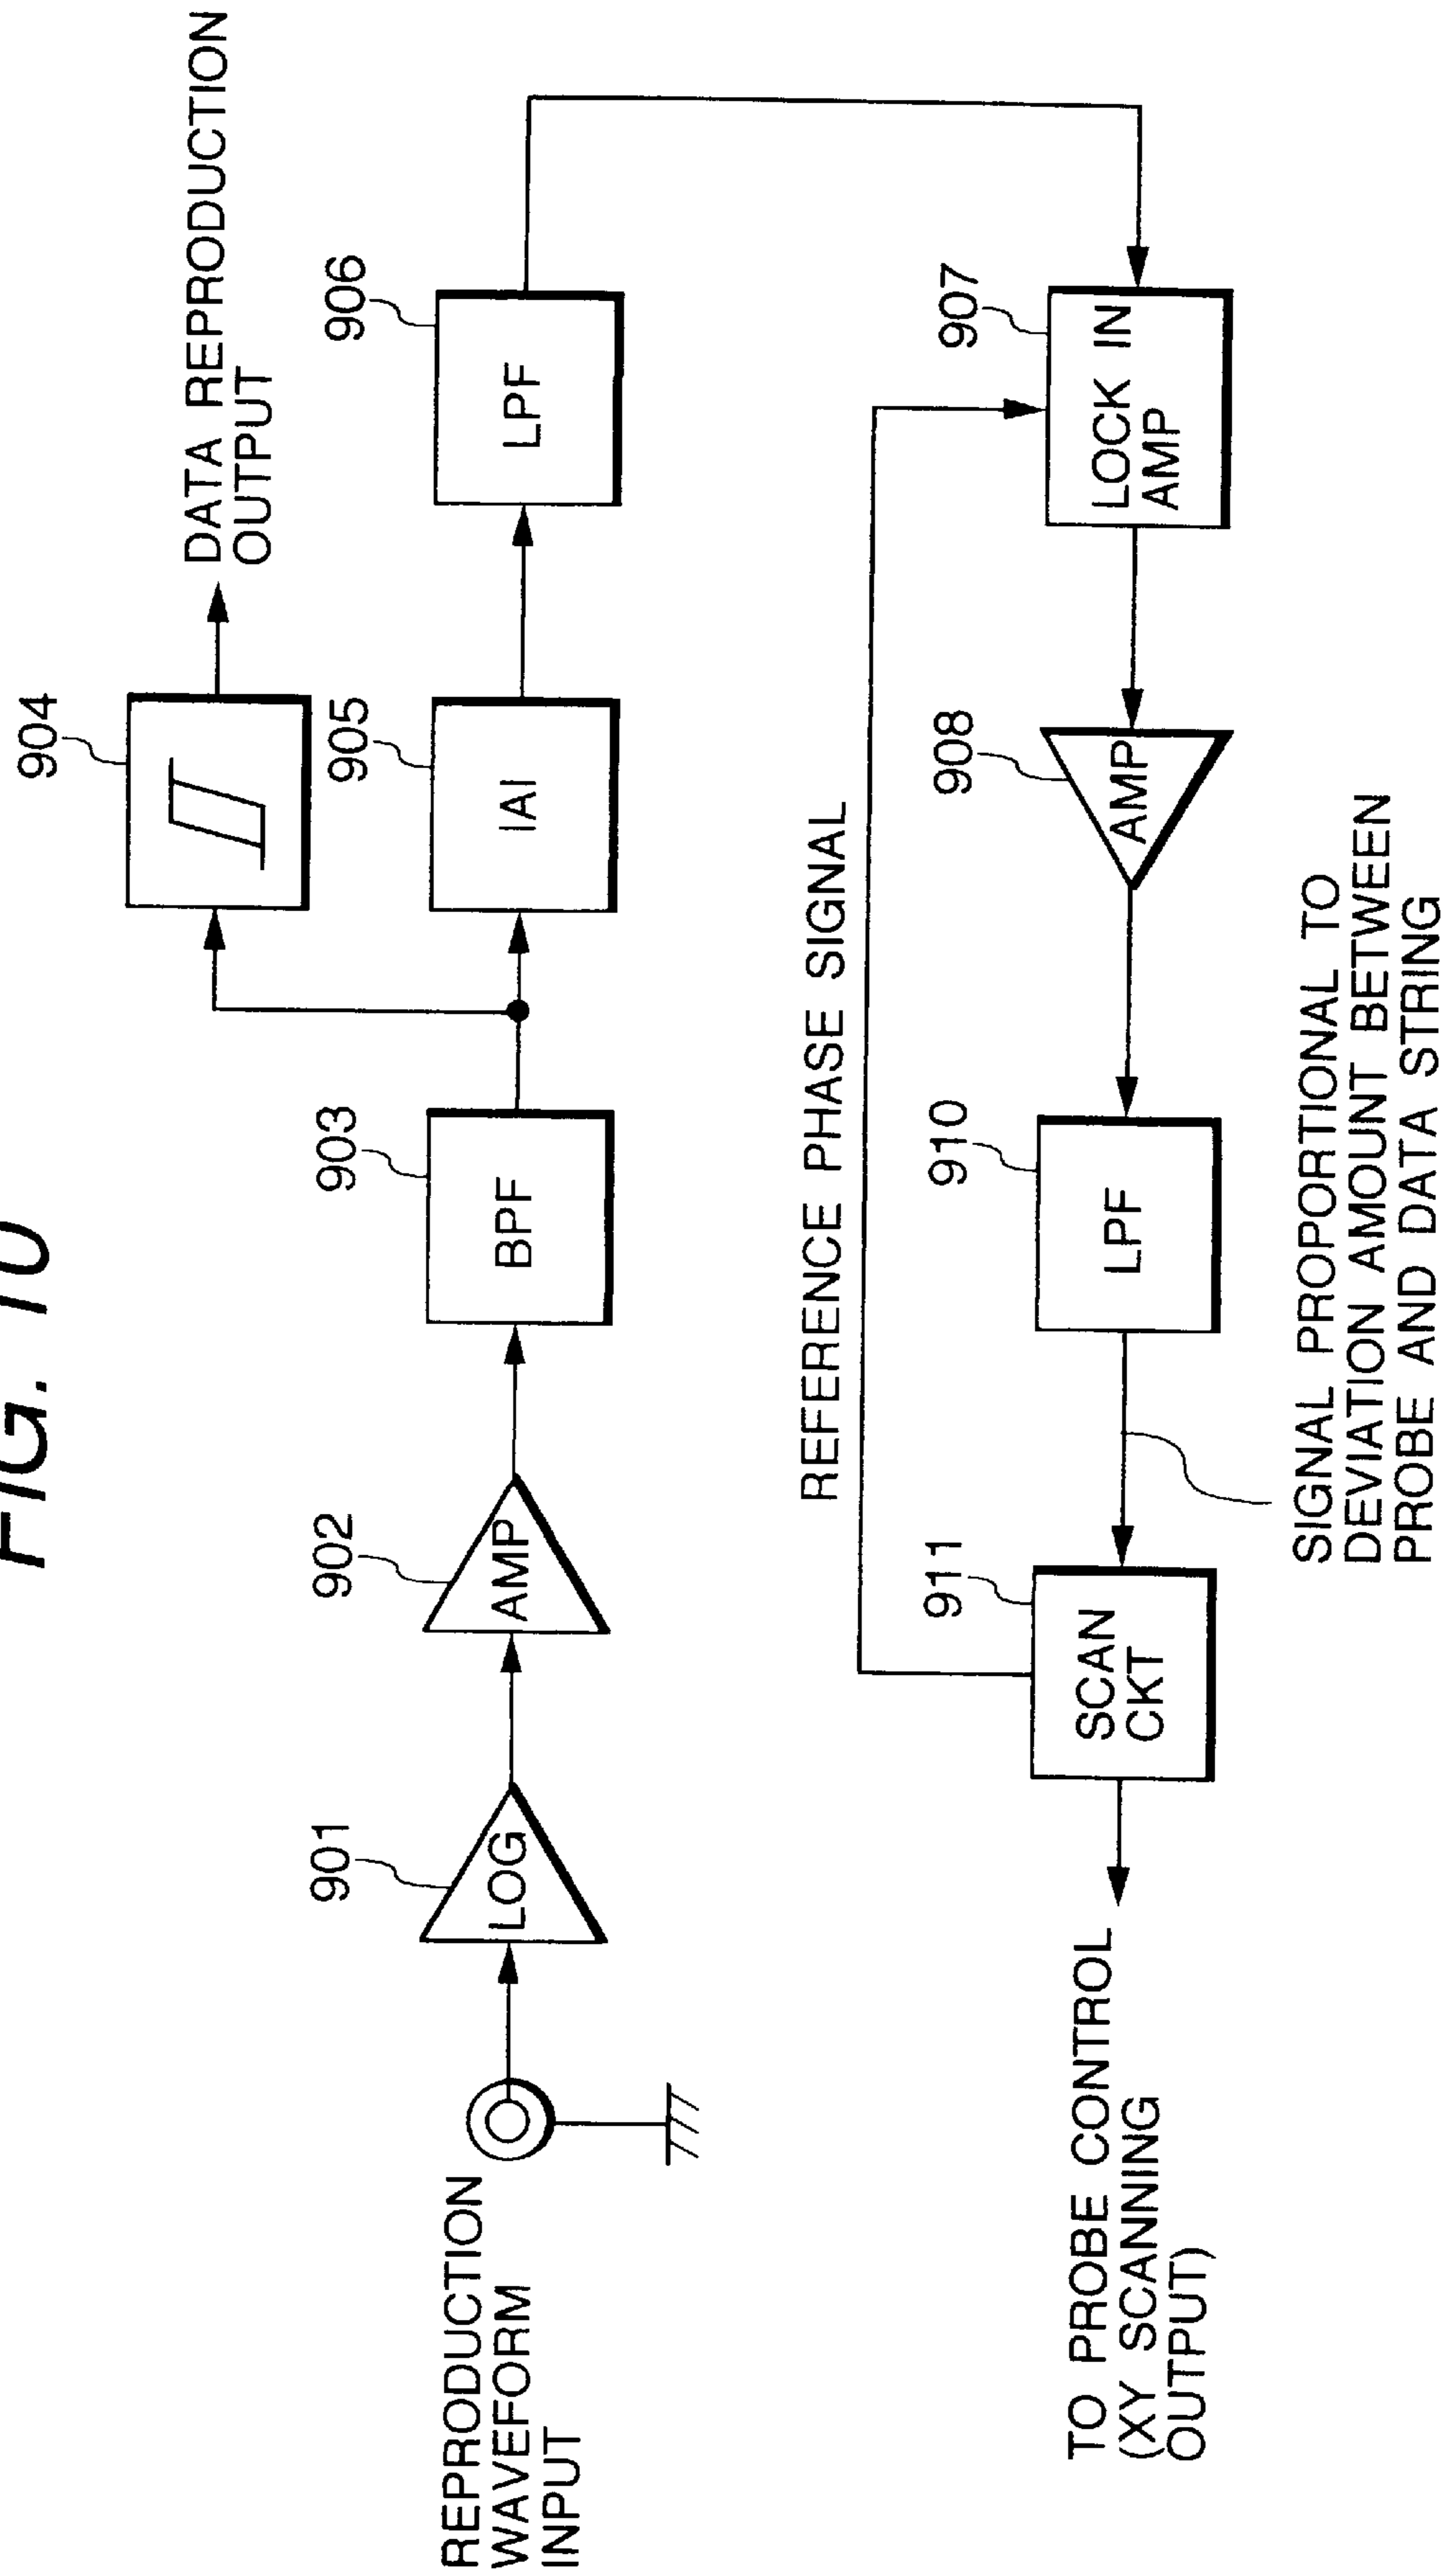 FIG. 10
904
DATA REPRODUCTION
OUTPUT
901
LOG
902
AMP
903
BPF
905
IAI
906
LPF
REPRODUCTION
WAVEFORM
INPUT
REFERENCE PHASE SIGNAL
911
SCAN
CKT
910
LPF
908
AMP
907
LOCK IN
AMP
TO PROBE CONTROL
(XY SCANNING
OUTPUT)
SIGNAL PROPORTIONAL TO
DEVIATION AMOUNT BETWEEN
PROBE AND DATA STRING